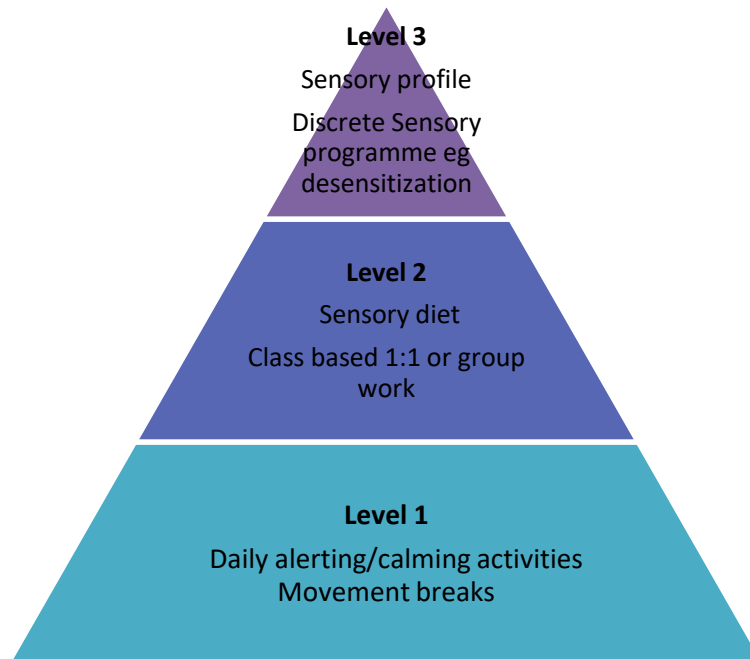 Level 3
Sensory profile
Discrete Sensory
programme eg
desensitization
Level 2
Sensory diet
Class based 1:1 or group
work
Level 1
Daily alerting/calming activities
Movement breaks